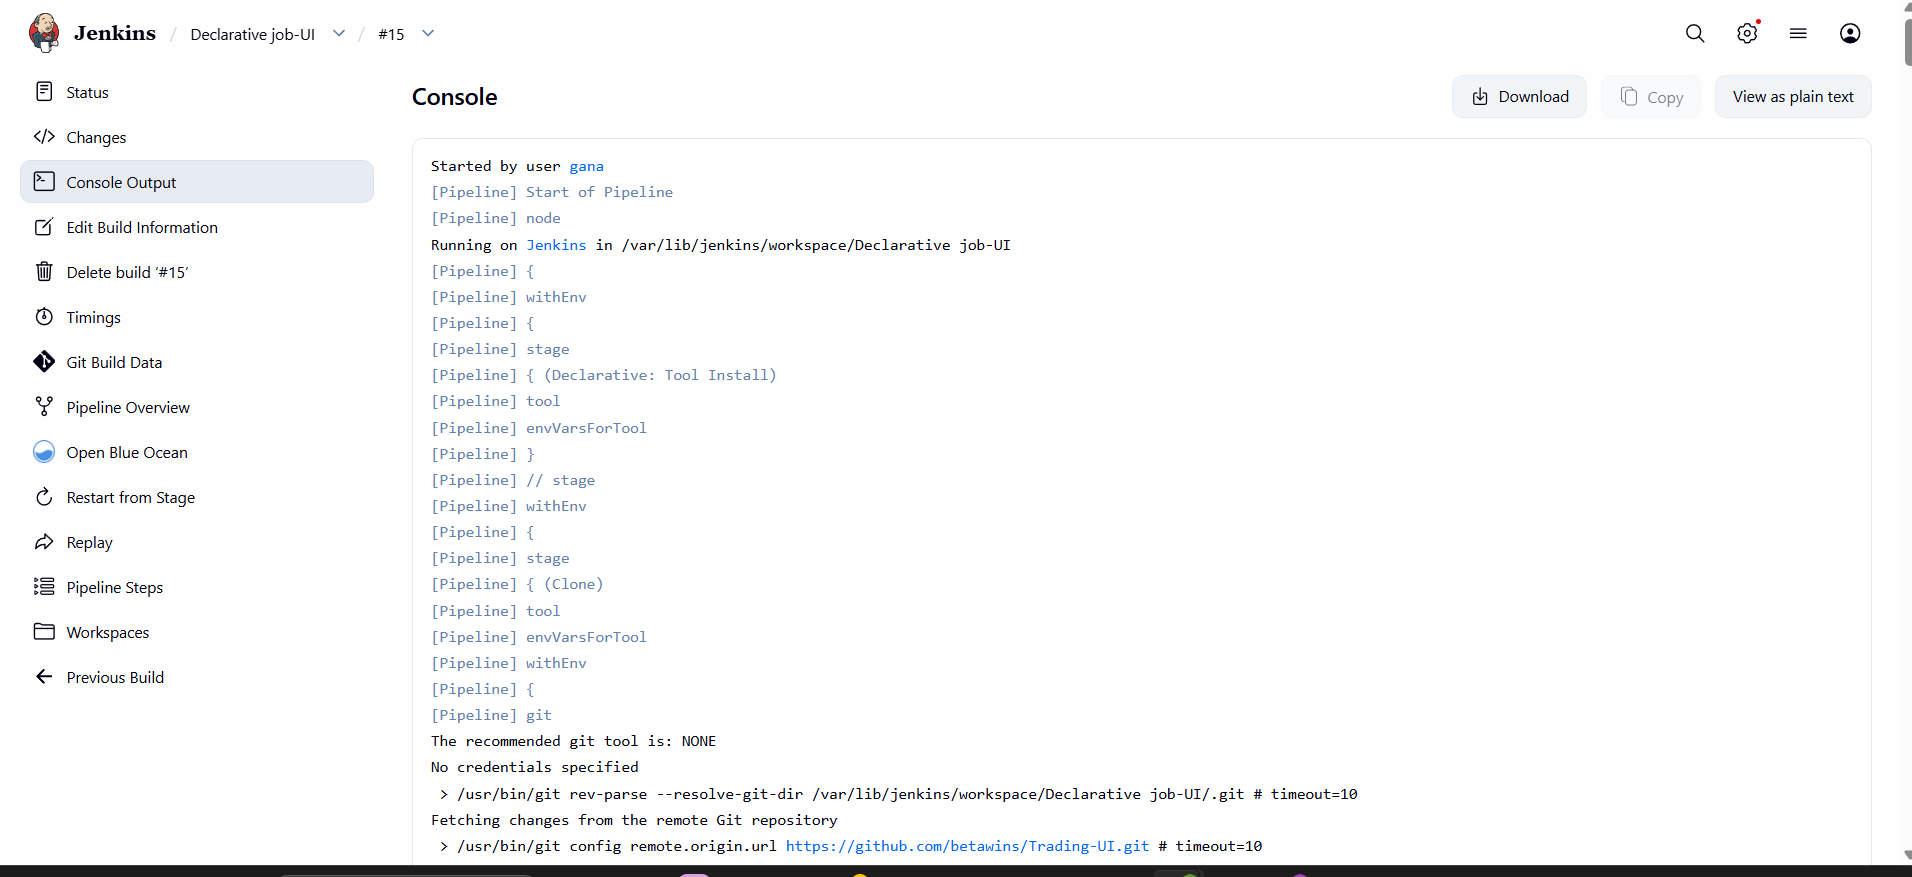 Jenkins / Declarative job-UI / #15
Status
Changes
Console Output
Edit Build Information
Delete build ‘#15’
Timings
Git Build Data
Pipeline Overview
Open Blue Ocean
Restart from Stage
Replay
Pipeline Steps
Workspaces
Previous Build
Console
Download
Copy
View as plain text
Started by user gana
[Pipeline] Start of Pipeline
[Pipeline] node
Running on Jenkins in /var/lib/jenkins/workspace/Declarative job-UI
[Pipeline] {
[Pipeline] withEnv
[Pipeline] {
[Pipeline] stage
[Pipeline] { (Declarative: Tool Install)
[Pipeline] tool
[Pipeline] envVarsForTool
[Pipeline] }
[Pipeline] // stage
[Pipeline] withEnv
[Pipeline] {
[Pipeline] stage
[Pipeline] { (Clone)
[Pipeline] tool
[Pipeline] envVarsForTool
[Pipeline] withEnv
[Pipeline] {
[Pipeline] git
The recommended git tool is: NONE
No credentials specified
 > /usr/bin/git rev-parse --resolve-git-dir /var/lib/jenkins/workspace/Declarative job-UI/.git # timeout=10
Fetching changes from the remote Git repository
 > /usr/bin/git config remote.origin.url https://github.com/betawins/Trading-UI.git # timeout=10